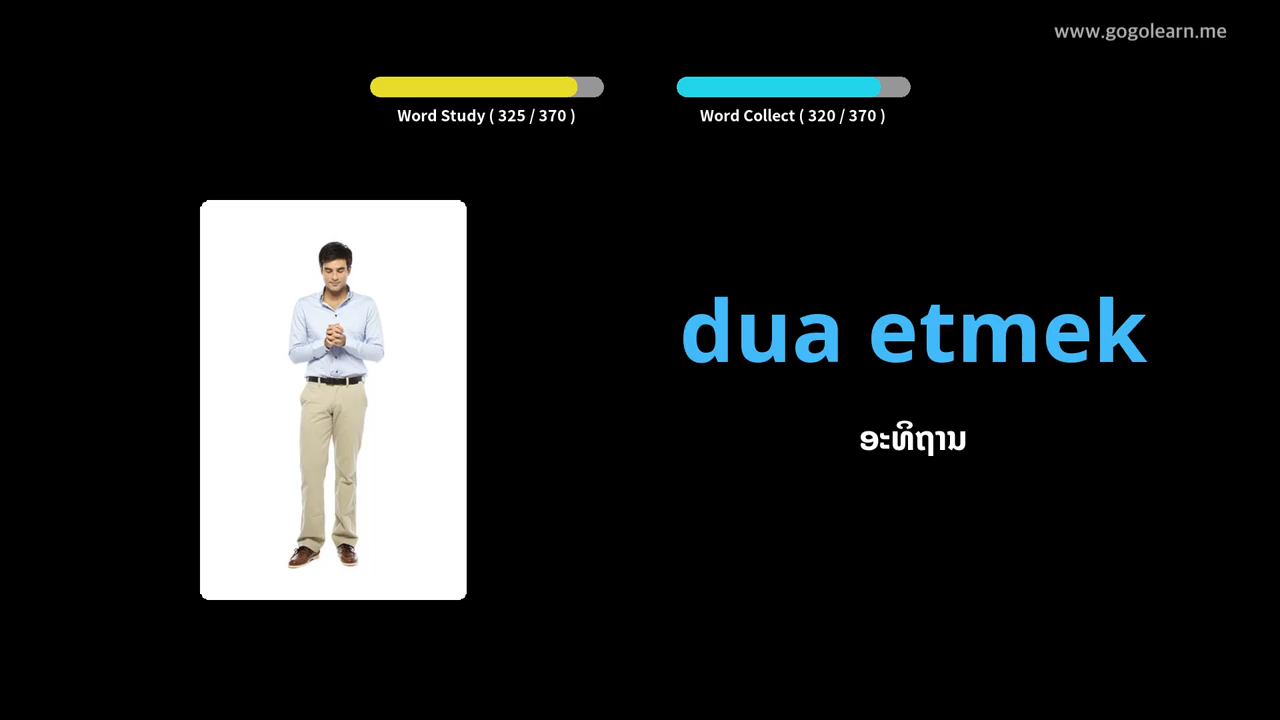 www.gogolearn.me
Word Study ( 325 / 370 )
Word Collect ( 320 / 370 )
dua etmek
ອະທິຖານ